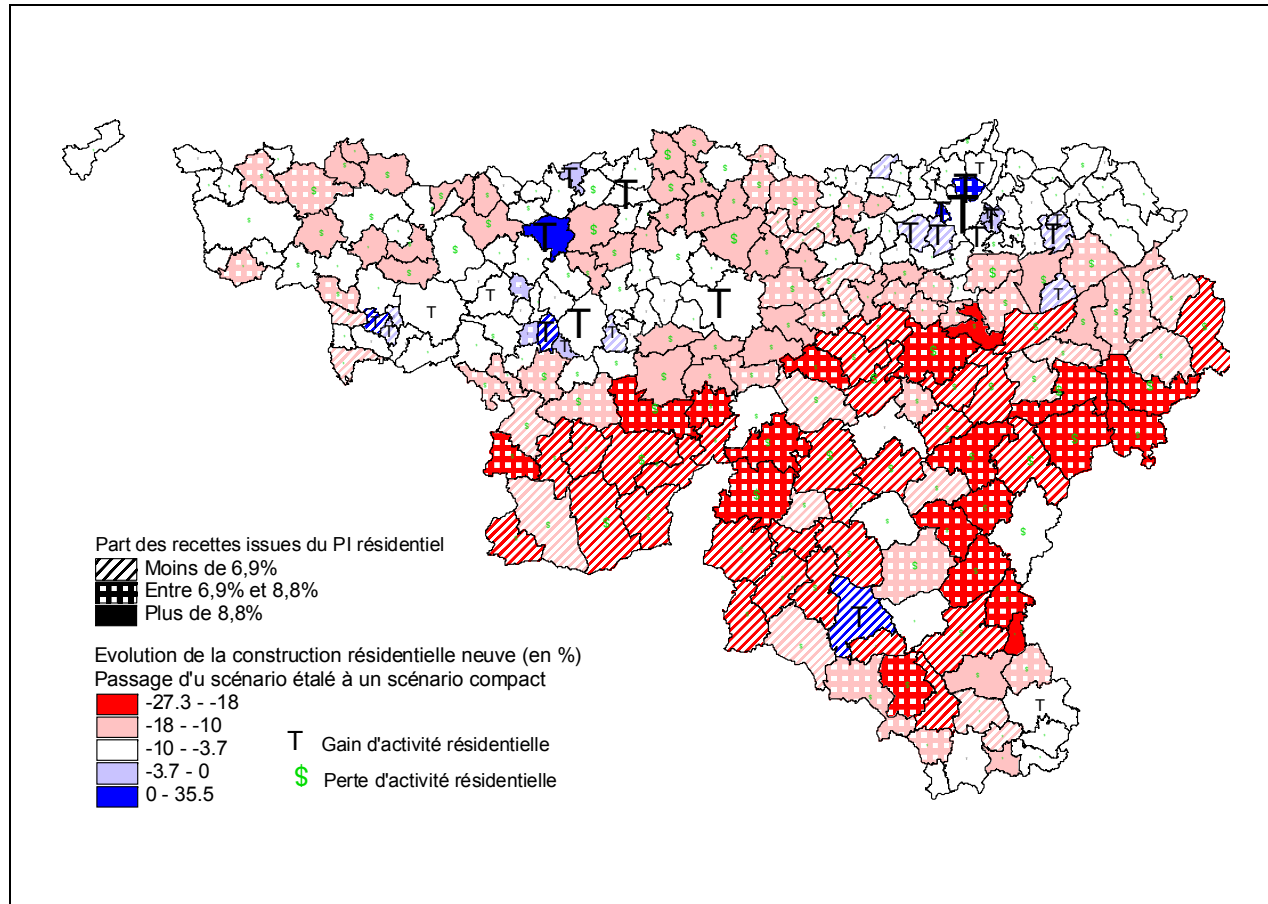 Part des recettes issues du PI résidentiel
Moins de 6,9%
Entre 6,9% et 8,8%
Plus de 8,8%
Evolution de la construction résidentielle neuve (en %)
Passage d'u scénario étalé à un scénario compact
-27.3 - -18
-18 - -10
-10 - -3.7
-3.7 - 0
0 - 35.5
T Gain d'activité résidentielle
$ Perte d'activité résidentielle